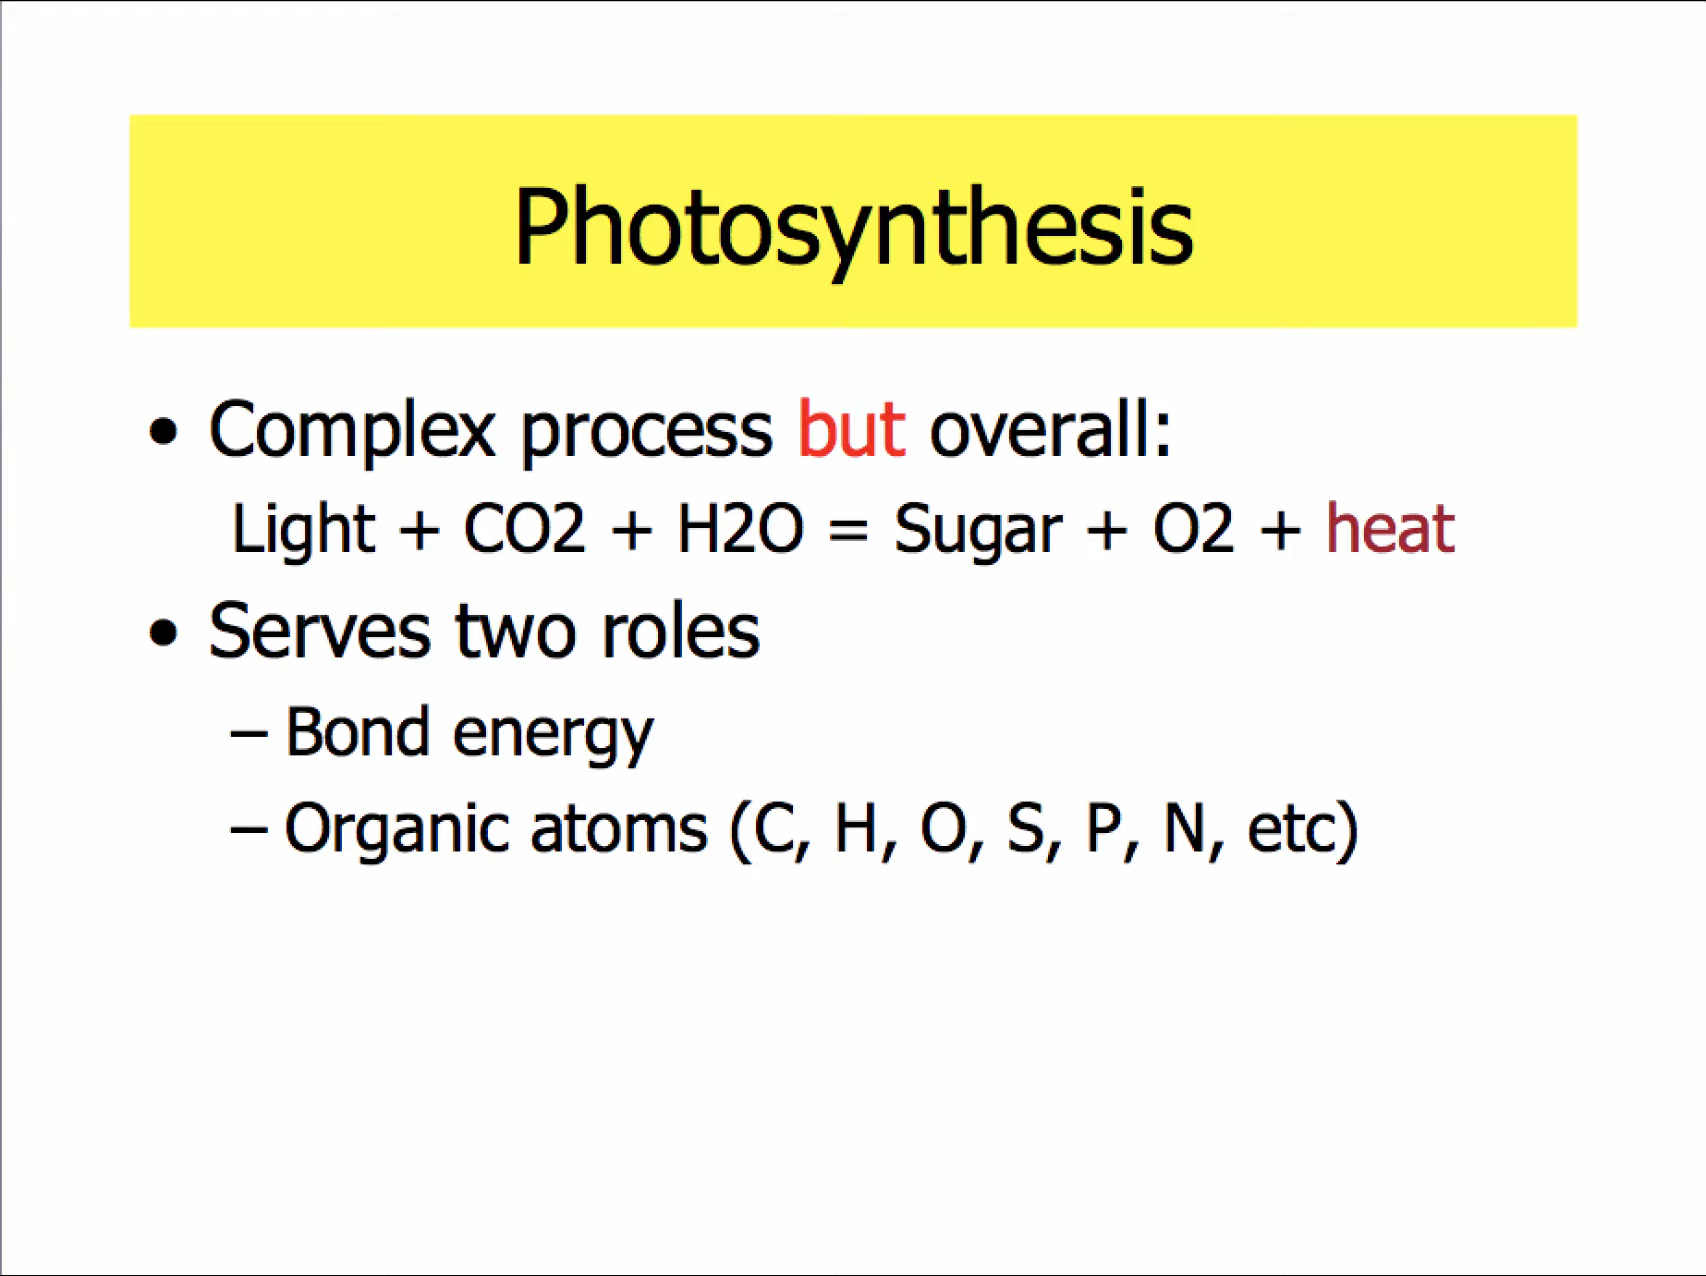 Photosynthesis
• Complex process but overall:
Light + CO2 + H2O = Sugar + O2 + heat
• Serves two roles
– Bond energy
– Organic atoms (C, H, O, S, P, N, etc)